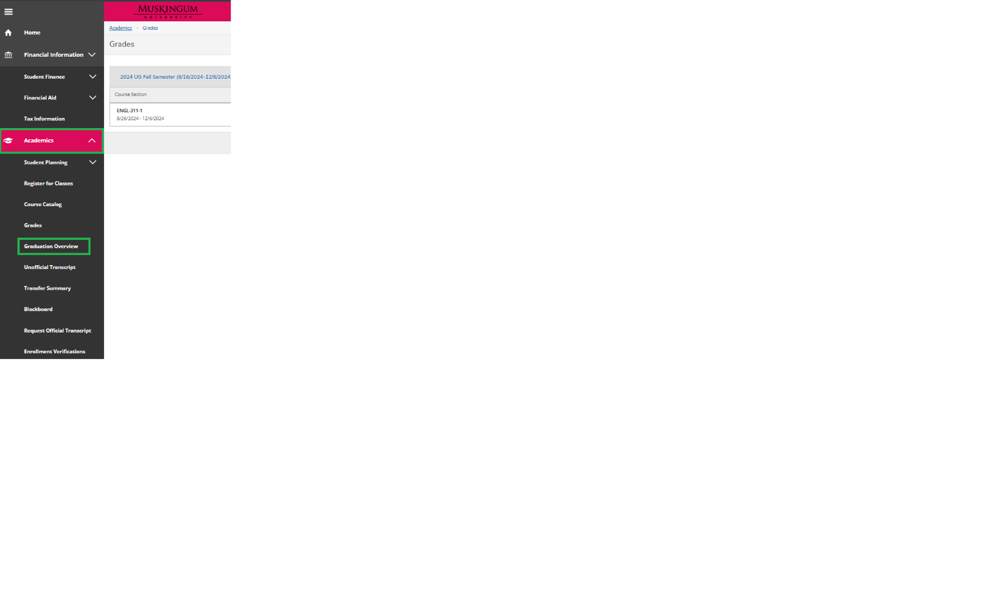 MUSKINGUM
UNIVERSITY
Home
Financial Information
Student Finance
Financial Aid
Tax Information
Academics
Student Planning
Register for Classes
Course Catalog
Grades
Graduation Overview
Unofficial Transcript
Transfer Summary
Blackboard
Request Official Transcript
Enrollment Verifications
Academics · Grades
Grades
2024 UG Fall Semester (8/16/2024-12/6/2024)
Course Section
ENGL-311-1
8/26/2024 - 12/6/2024